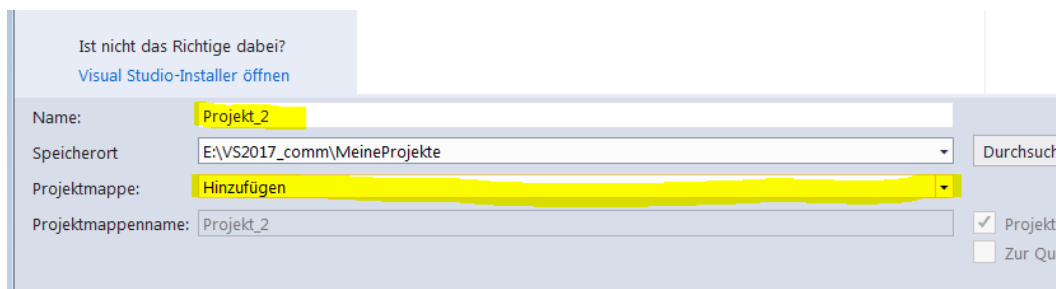 Ist nicht das Richtige dabei?
Visual Studio-Installer öffnen
Name: Projekt_2
Speicherort E:\VS2017_comm\MeineProjekte Durchsuch
Projektmappe: Hinzufügen
Projektmappenname: Projekt_2 Projekt
Zur Qu